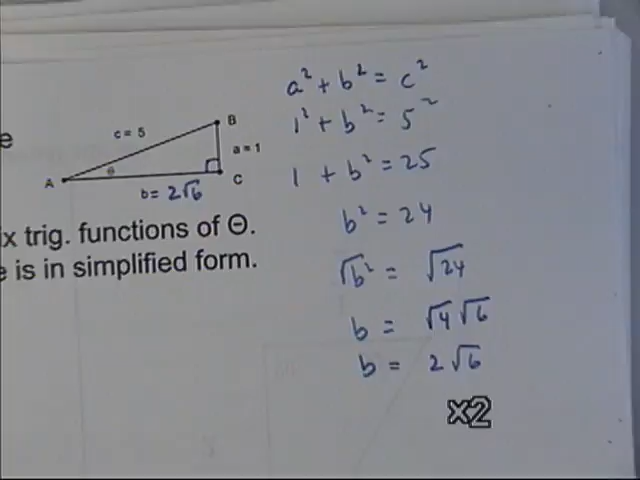 a² + b² = c²
1² + b² = 5²
1 + b² = 25
b² = 24
√b² = √24
b = √4 √6
b = 2√6
e
c = 5
B
a = 1
A
θ
C
b = 2√6
ix trig. functions of Θ.
e is in simplified form.
x2